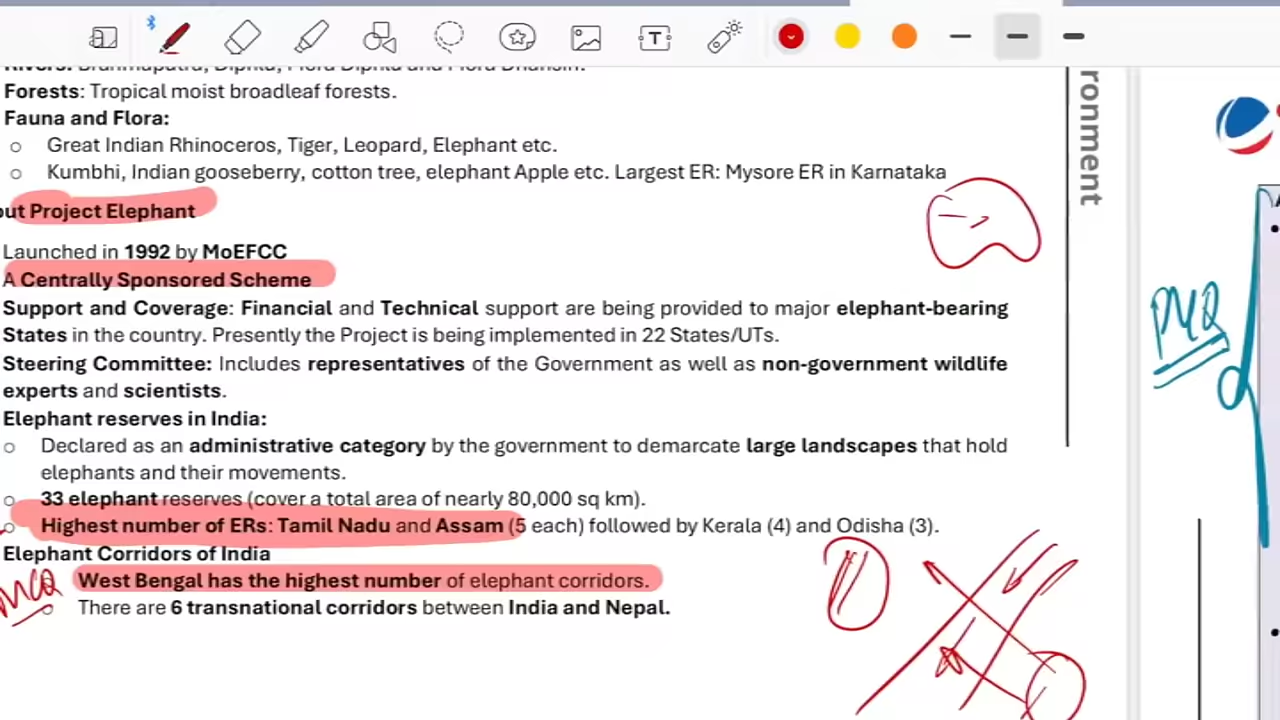 Forests: Tropical moist broadleaf forests.
Fauna and Flora:
o Great Indian Rhinoceros, Tiger, Leopard, Elephant etc.
o Kumbhi, Indian gooseberry, cotton tree, elephant Apple etc. Largest ER: Mysore ER in Karnataka
out Project Elephant
Launched in 1992 by MoEFCC
A Centrally Sponsored Scheme
Support and Coverage: Financial and Technical support are being provided to major elephant-bearing
States in the country. Presently the Project is being implemented in 22 States/UTs.
Steering Committee: Includes representatives of the Government as well as non-government wildlife
experts and scientists.
Elephant reserves in India:
o Declared as an administrative category by the government to demarcate large landscapes that hold
elephants and their movements.
o 33 elephant reserves (cover a total area of nearly 80,000 sq km).
o Highest number of ERs: Tamil Nadu and Assam (5 each) followed by Kerala (4) and Odisha (3).
Elephant Corridors of India
West Bengal has the highest number of elephant corridors.
o There are 6 transnational corridors between India and Nepal.
MCQ
ronment
PYQ